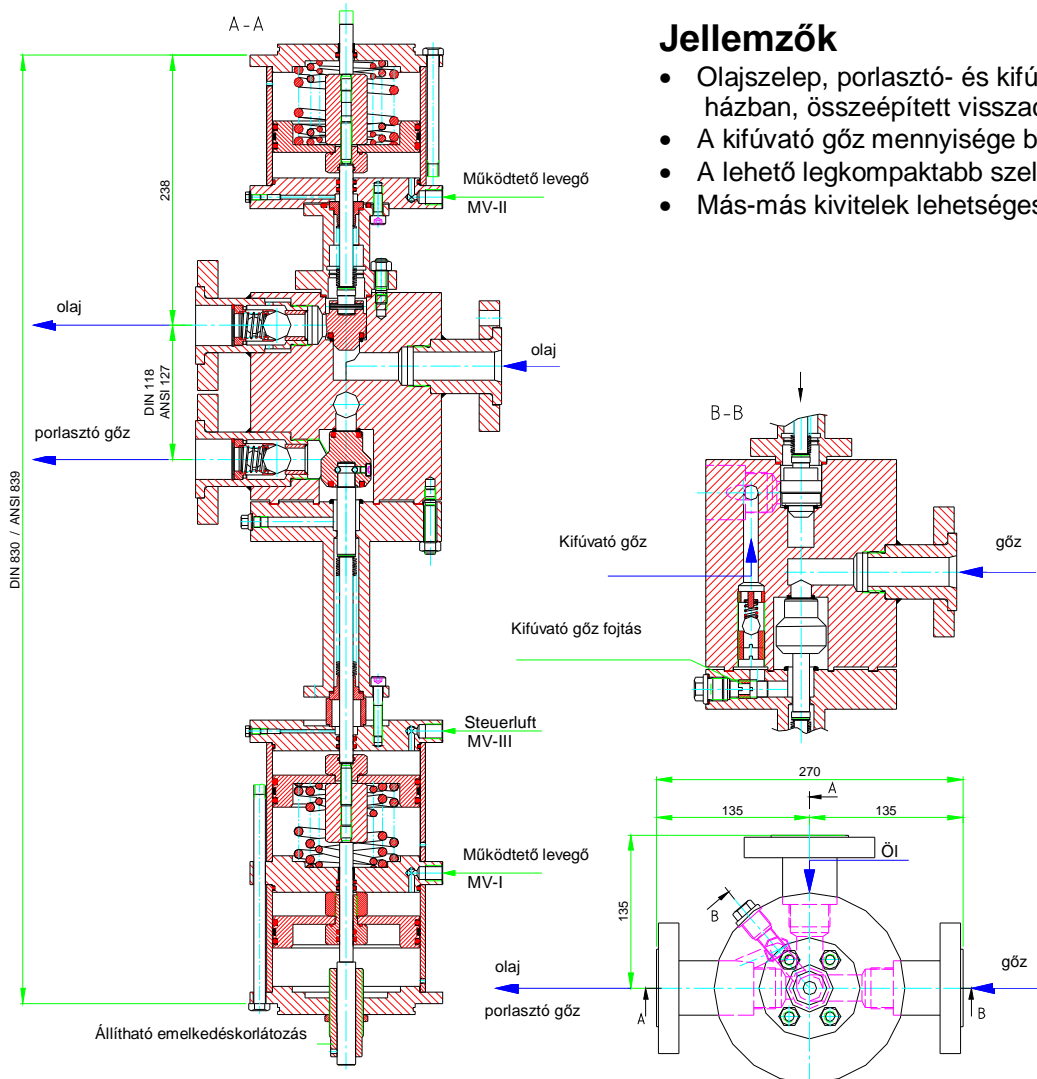 A-A
Jellemzők
• Olajszelep, porlasztó- és kifú
házban, összeépített vissza
• A kifúvató gőz mennyisége b
• A lehető legkompaktabb szel
• Más-más kivitelek lehetséges
238
Működtető levegő
MV-II
olaj
olaj
DIN 118
ANSI 127
porlasztó gőz
DIN 830 / ANSI 839
B-B
Kifúvató gőz
gőz
Kifúvató gőz fojtás
Steuerluft
MV-III
Működtető levegő
MV-I
Állítható emelkedéskorlátozás
270
A
135
135
135
Öl
B
olaj
porlasztó gőz
gőz
A
B